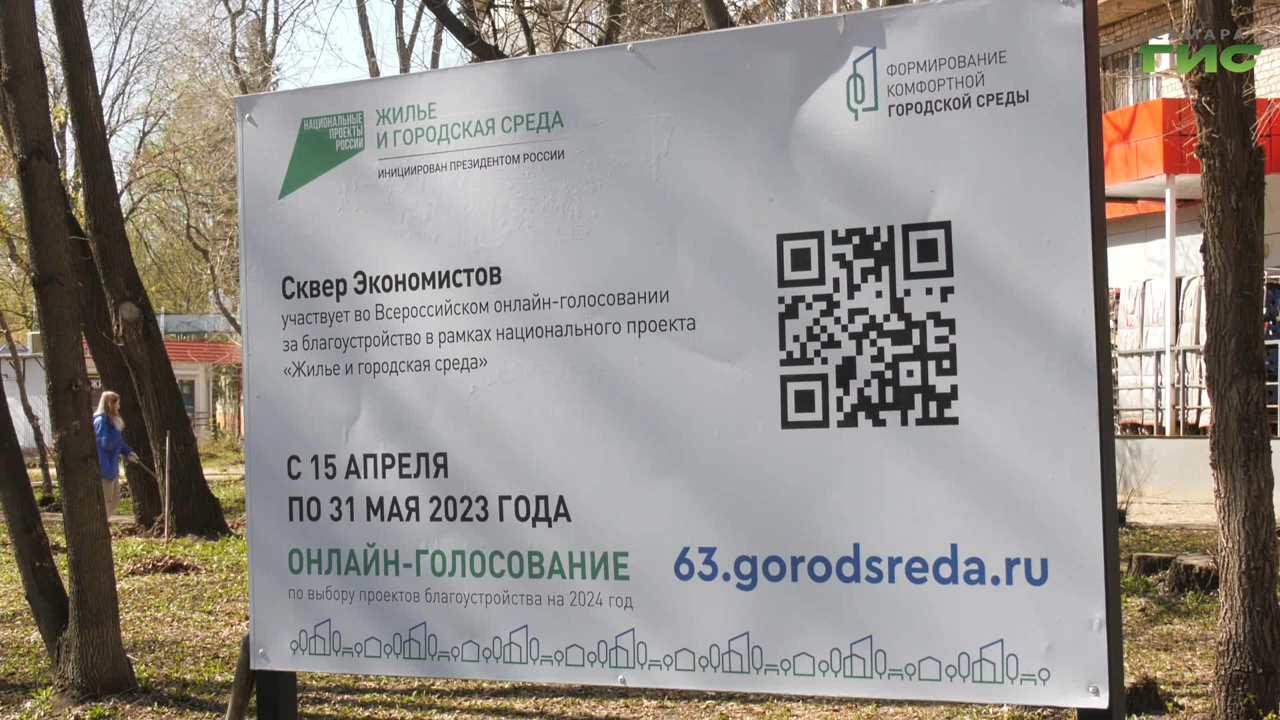 САМАРА
ГИС
НАЦИОНАЛЬНЫЕ
ПРОЕКТЫ
РОССИИ
ЖИЛЬЕ
И ГОРОДСКАЯ СРЕДА
ИНИЦИИРОВАН ПРЕЗИДЕНТОМ РОССИИ
ФОРМИРОВАНИЕ
КОМФОРТНОЙ
ГОРОДСКОЙ СРЕДЫ
Сквер Экономистов
участвует во Всероссийском онлайн-голосовании
за благоустройство в рамках национального проекта
«Жилье и городская среда»
С 15 АПРЕЛЯ
ПО 31 МАЯ 2023 ГОДА
ОНЛАЙН-ГОЛОСОВАНИЕ
по выбору проектов благоустройства на 2024 год
63.gorodsreda.ru